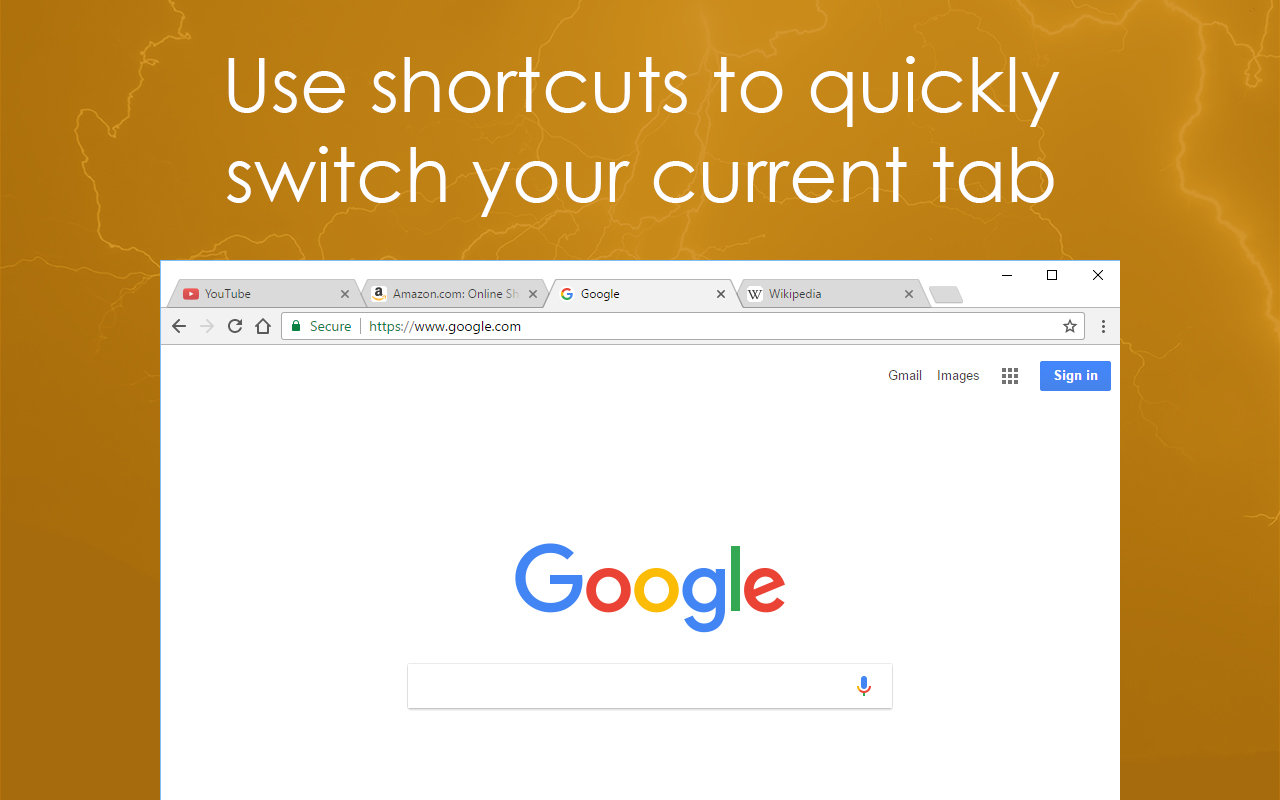 Use shortcuts to quickly
switch your current tab
YouTube
Amazon.com: Online Sh
Google
Wikipedia
Secure
https://www.google.com
Gmail
Images
Sign in
Google